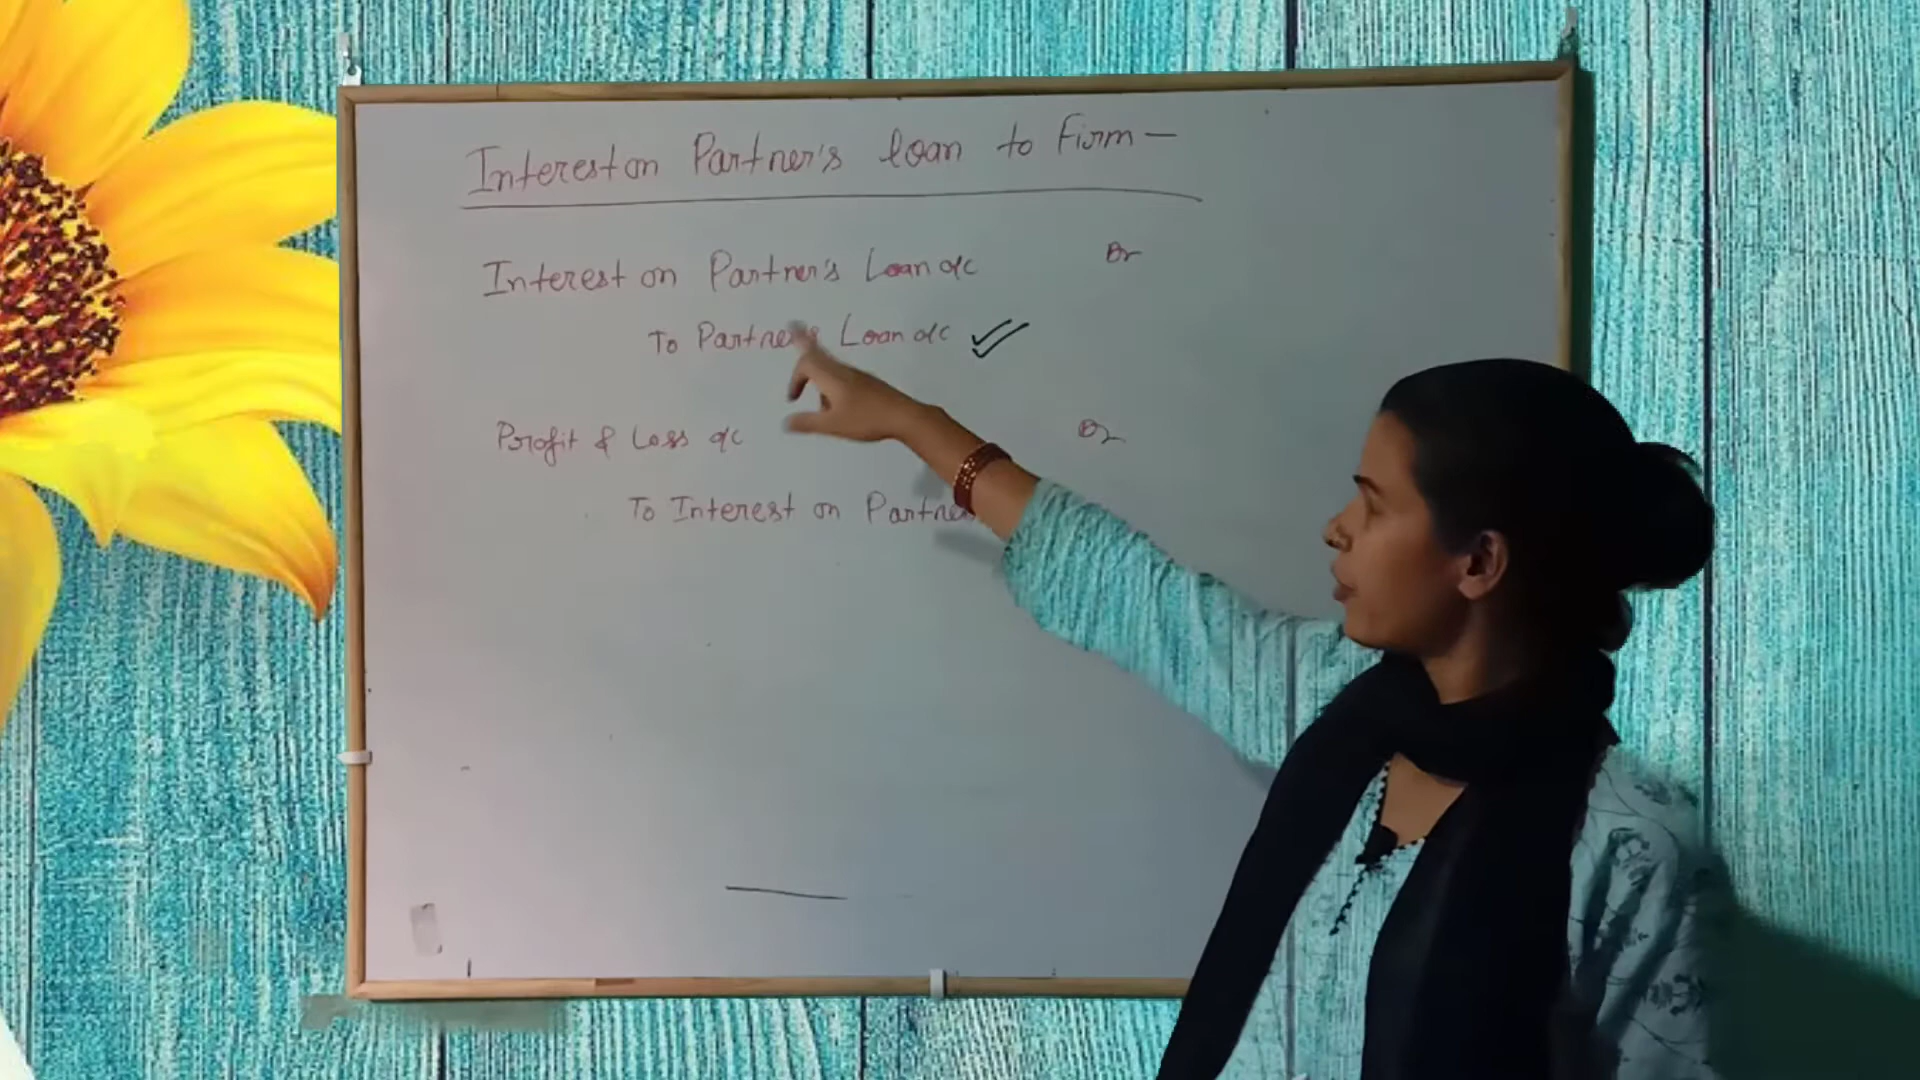 Interest on Partner's loan to Firm —
Interest on Partner's Loan a/c Dr
To Partner's Loan a/c
Profit & Loss a/c Dr
To Interest on Partner